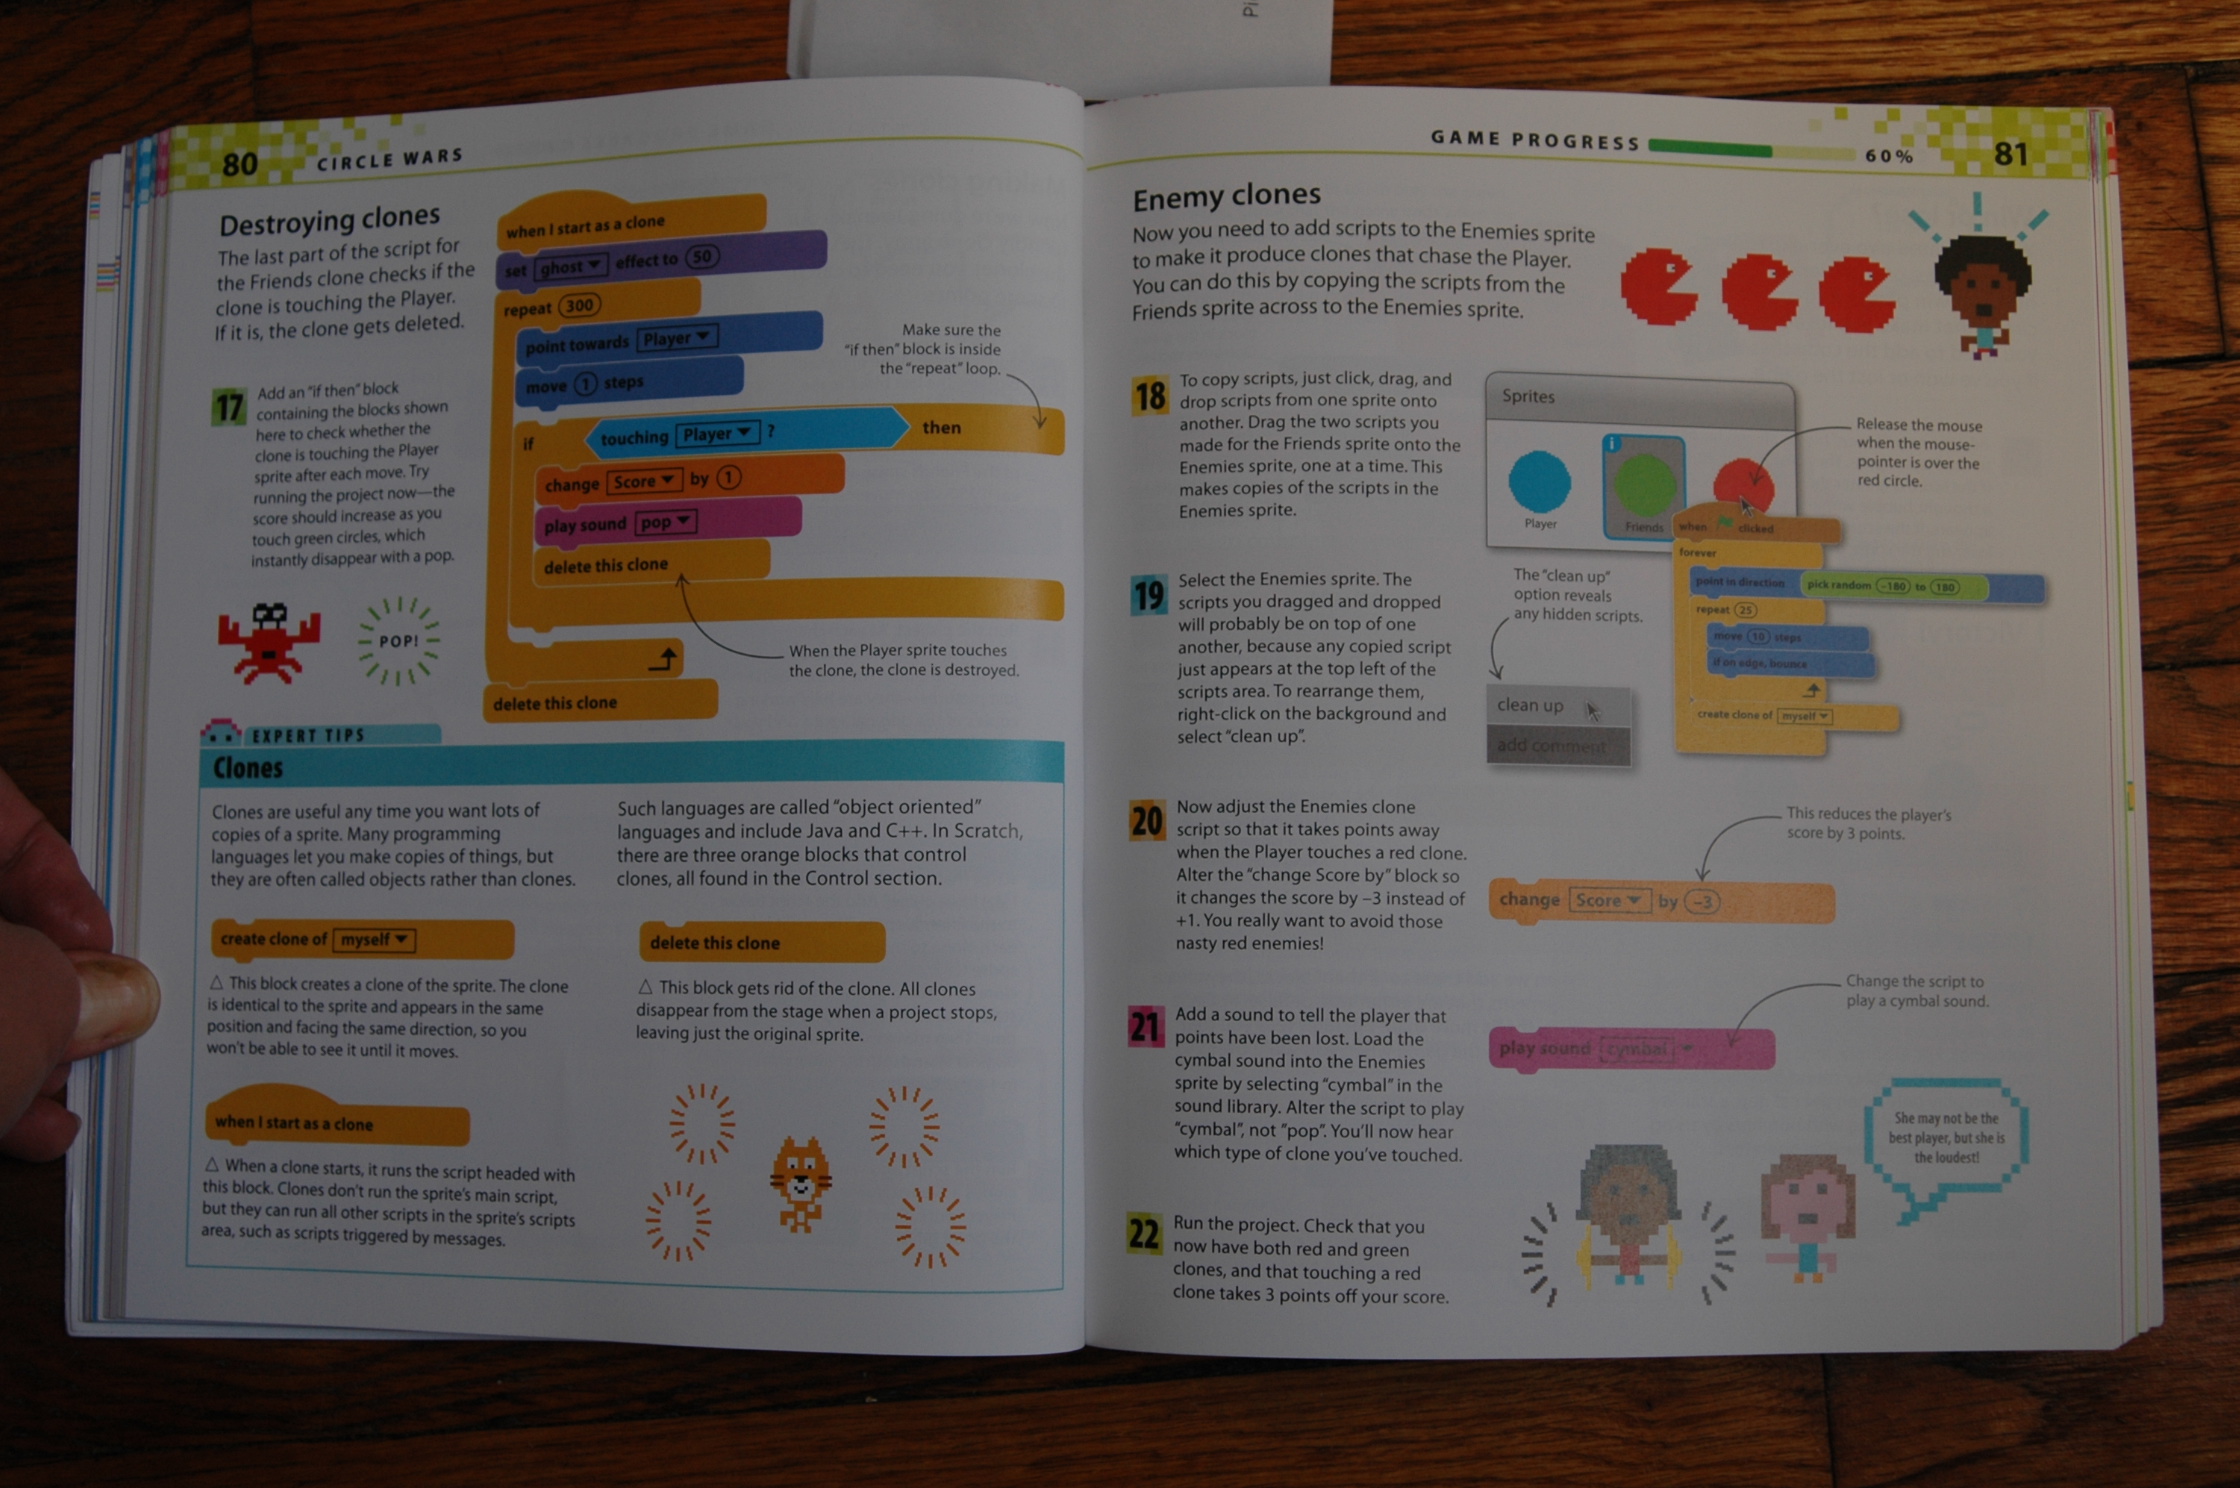 Pi
80 CIRCLE WARS
Destroying clones
The last part of the script for
the Friends clone checks if the
clone is touching the Player.
If it is, the clone gets deleted.
17 Add an "if then" block
containing the blocks shown
here to check whether the
clone is touching the Player
sprite after each move. Try
running the project now—the
score should increase as you
touch green circles, which
instantly disappear with a pop.
POP!
when I start as a clone
set ghost effect to 50
repeat 300
point towards Player
move 1 steps
if touching Player ? then
change Score by 1
play sound pop
delete this clone
delete this clone
Make sure the
"if then" block is inside
the "repeat" loop.
When the Player sprite touches
the clone, the clone is destroyed.
EXPERT TIPS
Clones
Clones are useful any time you want lots of
copies of a sprite. Many programming
languages let you make copies of things, but
they are often called objects rather than clones.
Such languages are called "object oriented"
languages and include Java and C++. In Scratch,
there are three orange blocks that control
clones, all found in the Control section.
create clone of myself
△ This block creates a clone of the sprite. The clone
is identical to the sprite and appears in the same
position and facing the same direction, so you
won't be able to see it until it moves.
delete this clone
△ This block gets rid of the clone. All clones
disappear from the stage when a project stops,
leaving just the original sprite.
when I start as a clone
△ When a clone starts, it runs the script headed with
this block. Clones don't run the sprite's main script,
but they can run all other scripts in the sprite's scripts
area, such as scripts triggered by messages.
GAME PROGRESS 60% 81
Enemy clones
Now you need to add scripts to the Enemies sprite
to make it produce clones that chase the Player.
You can do this by copying the scripts from the
Friends sprite across to the Enemies sprite.
18 To copy scripts, just click, drag, and
drop scripts from one sprite onto
another. Drag the two scripts you
made for the Friends sprite onto the
Enemies sprite, one at a time. This
makes copies of the scripts in the
Enemies sprite.
Sprites
i
Player
Friends
Release the mouse
when the mouse-
pointer is over the
red circle.
when clicked
forever
point in direction pick random -180 to 180
repeat 25
move 10 steps
if on edge, bounce
create clone of myself
19 Select the Enemies sprite. The
scripts you dragged and dropped
will probably be on top of one
another, because any copied script
just appears at the top left of the
scripts area. To rearrange them,
right-click on the background and
select "clean up".
The "clean up"
option reveals
any hidden scripts.
clean up
add comment
20 Now adjust the Enemies clone
script so that it takes points away
when the Player touches a red clone.
Alter the "change Score by" block so
it changes the score by –3 instead of
+1. You really want to avoid those
nasty red enemies!
This reduces the player's
score by 3 points.
change Score by –3
21 Add a sound to tell the player that
points have been lost. Load the
cymbal sound into the Enemies
sprite by selecting "cymbal" in the
sound library. Alter the script to play
"cymbal", not "pop". You'll now hear
which type of clone you've touched.
Change the script to
play a cymbal sound.
play sound cymbal
She may not be the
best player, but she is
the loudest!
22 Run the project. Check that you
now have both red and green
clones, and that touching a red
clone takes 3 points off your score.